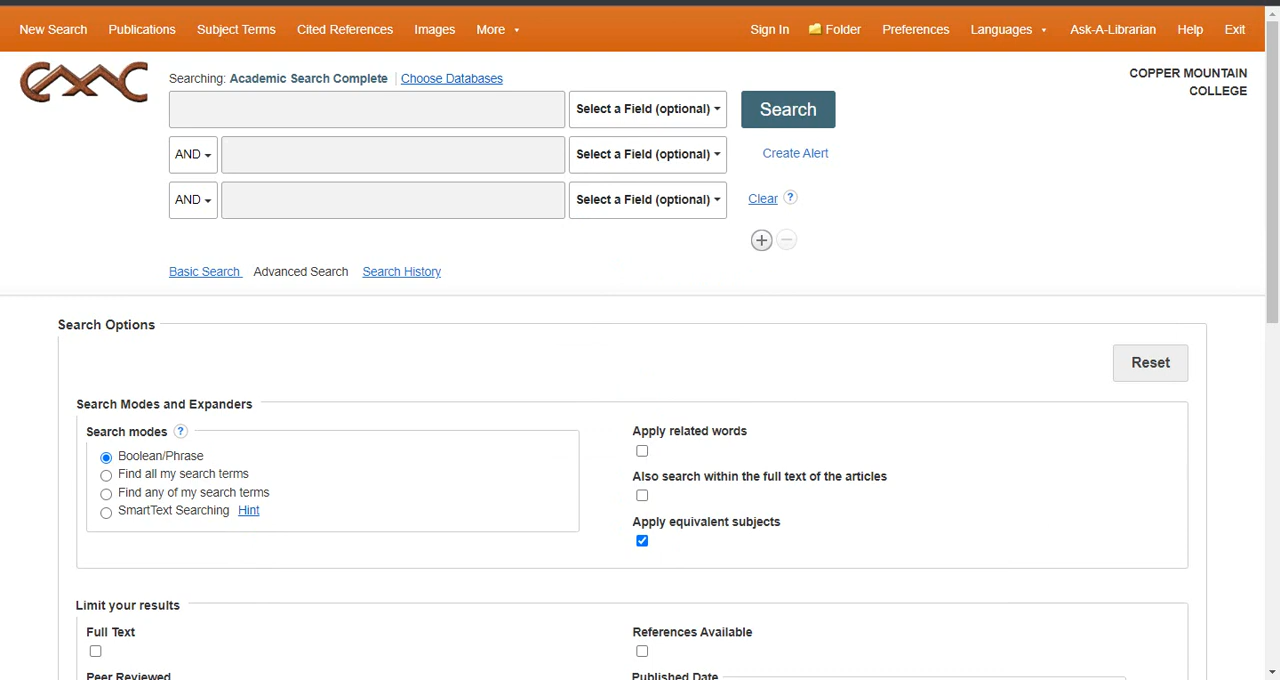 New Search Publications Subject Terms Cited References Images More Sign In Folder Preferences Languages Ask-A-Librarian Help Exit
CMC
Searching: Academic Search Complete Choose Databases
COPPER MOUNTAIN
COLLEGE
Select a Field (optional) Search
AND Select a Field (optional) Create Alert
AND Select a Field (optional) Clear ?
Basic Search Advanced Search Search History
Search Options
Reset
Search Modes and Expanders
Search modes ?
Boolean/Phrase
Find all my search terms
Find any of my search terms
SmartText Searching Hint
Apply related words
Also search within the full text of the articles
Apply equivalent subjects
Limit your results
Full Text
References Available
Peer Reviewed
Published Date